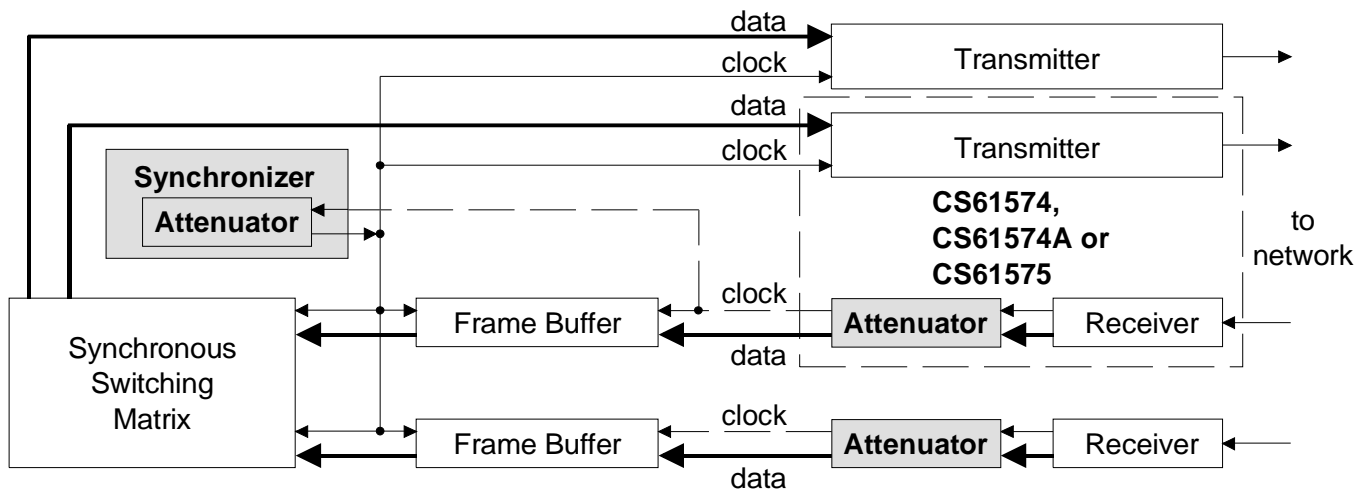 data
Transmitter
clock
data
Transmitter
clock
Synchronizer
Attenuator
CS61574,
CS61574A or
CS61575
to
network
clock
Frame Buffer
Attenuator
Receiver
data
Synchronous
Switching
Matrix
clock
Frame Buffer
Attenuator
Receiver
data